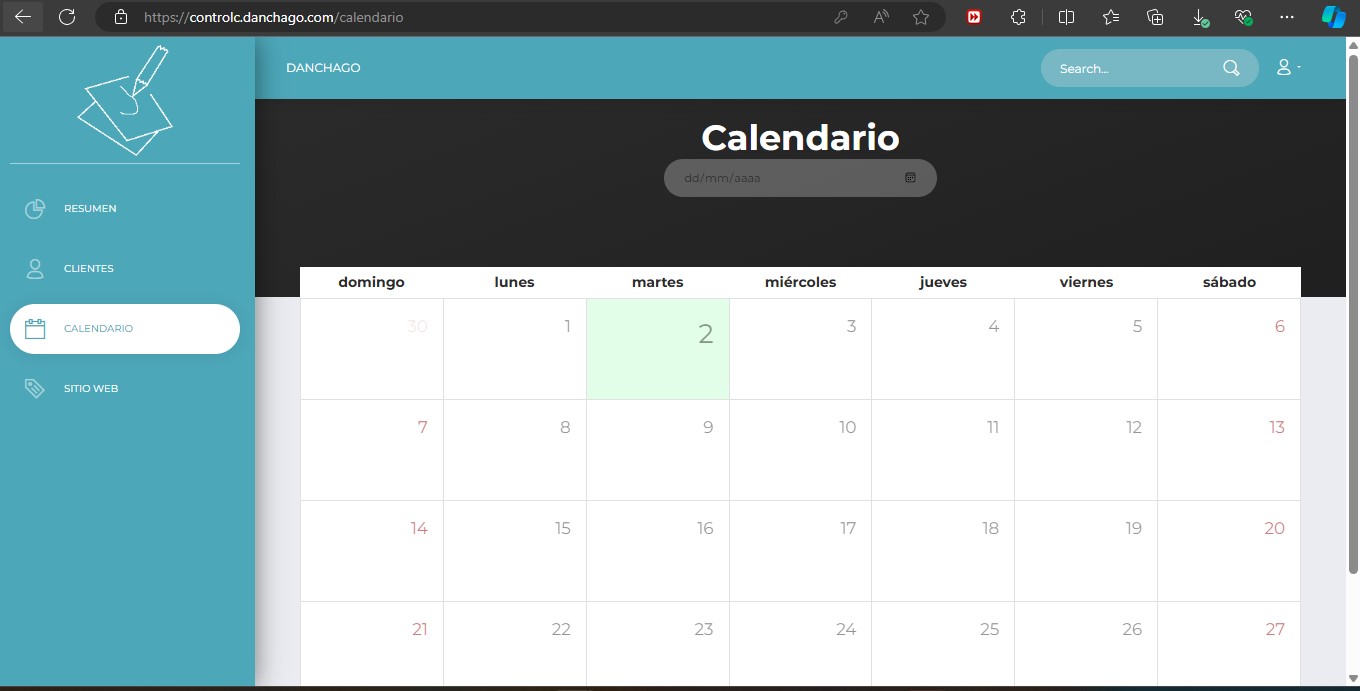 https://controlc.danchago.com/calendario
DANCHAGO
Search...
Calendario
dd/mm/aaaa
RESUMEN
CLIENTES
CALENDARIO
SITIO WEB
domingo lunes martes miércoles jueves viernes sábado
30 1 2 3 4 5 6
7 8 9 10 11 12 13
14 15 16 17 18 19 20
21 22 23 24 25 26 27